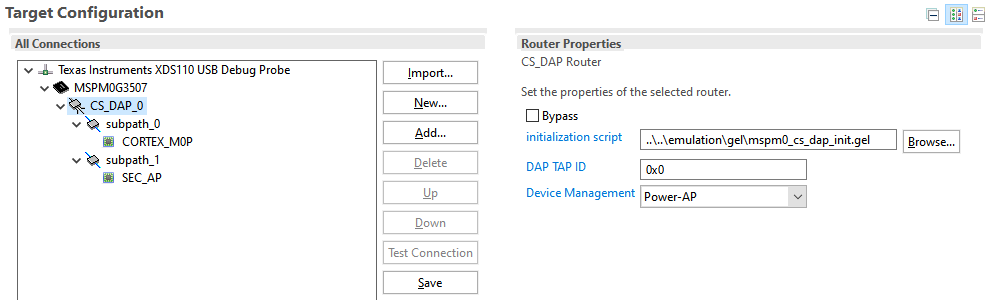 Target Configuration
All Connections
Texas Instruments XDS110 USB Debug Probe
MSPM0G3507
CS_DAP_0
subpath_0
CORTEX_M0P
subpath_1
SEC_AP
Import...
New...
Add...
Delete
Up
Down
Test Connection
Save
Router Properties
CS_DAP Router
Set the properties of the selected router.
Bypass
initialization script ..\..\emulation\gel\mspm0_cs_dap_init.gel Browse...
DAP TAP ID 0x0
Device Management Power-AP